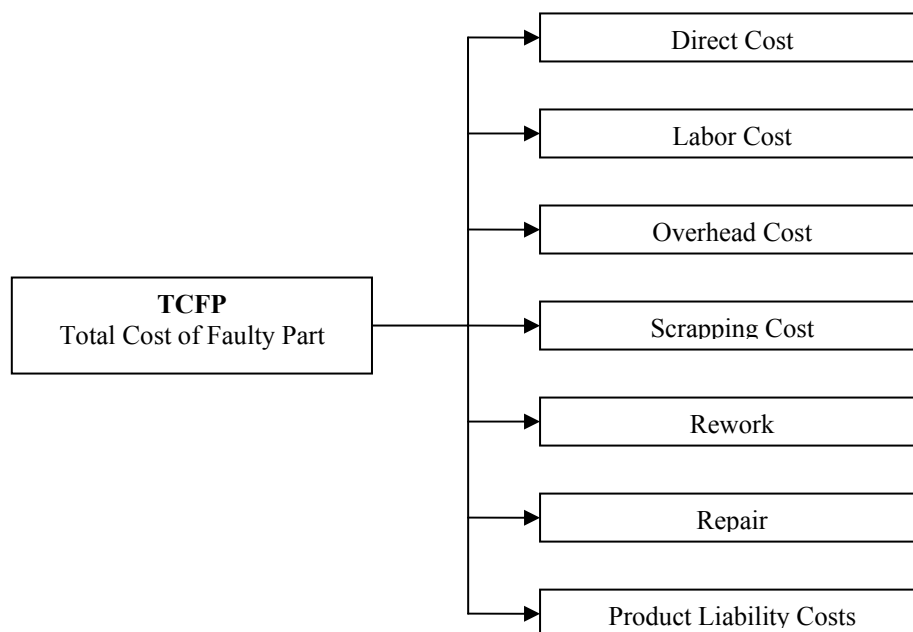 Direct Cost
Labor Cost
Overhead Cost
TCFP
Total Cost of Faulty Part
Scrapping Cost
Rework
Repair
Product Liability Costs